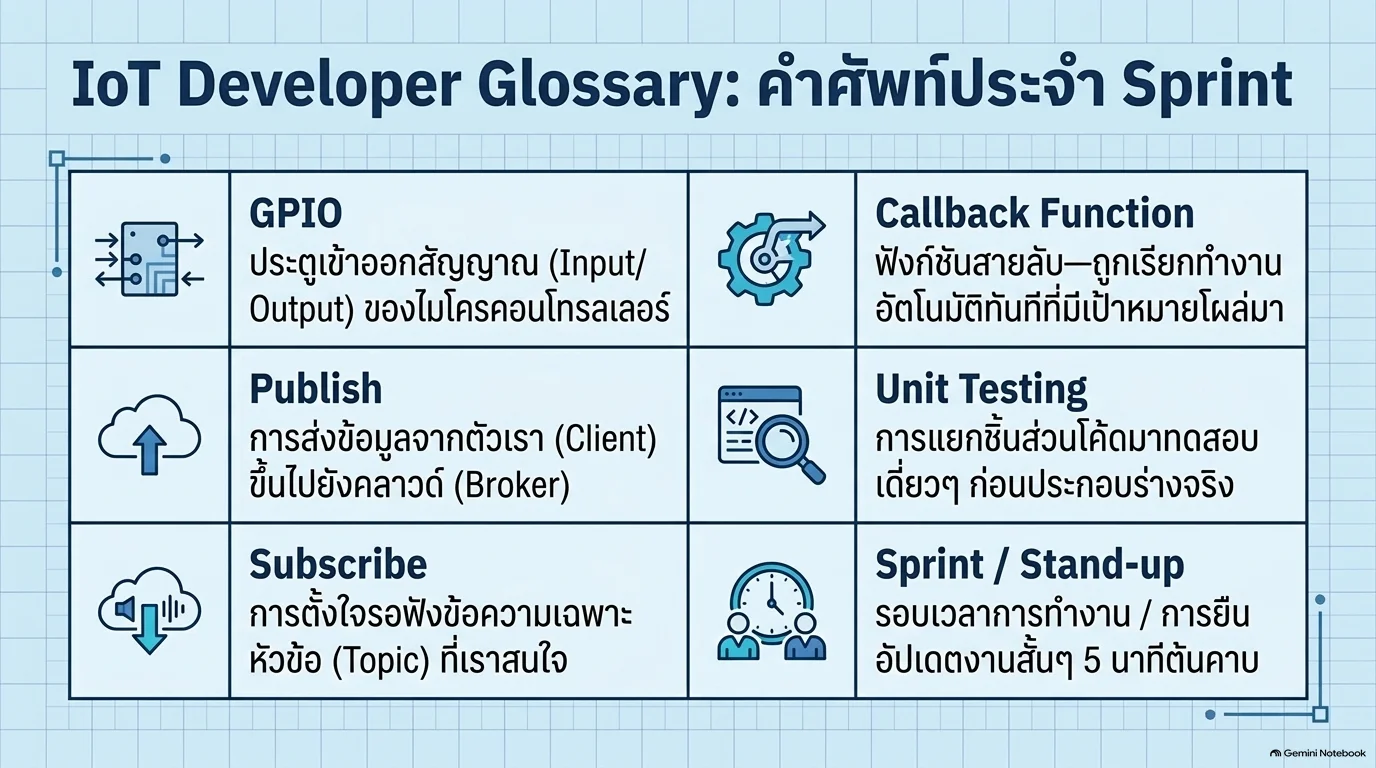 IoT Developer Glossary: คำศัพท์ประจำ Sprint
GPIO
ประตูเข้าออกสัญญาณ (Input/
Output) ของไมโครคอนโทรลเลอร์
Callback Function
ฟังก์ชันสายลับ—ถูกเรียกทำงาน
อัตโนมัติทันทีที่มีเป้าหมายโผล่มา
Publish
การส่งข้อมูลจากตัวเรา (Client)
ขึ้นไปยังคลาวด์ (Broker)
Unit Testing
การแยกชิ้นส่วนโค้ดมาทดสอบ
เดี่ยวๆ ก่อนประกอบร่างจริง
Subscribe
การตั้งใจรอฟังข้อความเฉพาะ
หัวข้อ (Topic) ที่เราสนใจ
Sprint / Stand-up
รอบเวลาการทำงาน / การยืน
อัปเดตงานสั้นๆ 5 นาทีต้นคาบ
</> 
Gemini Notebook